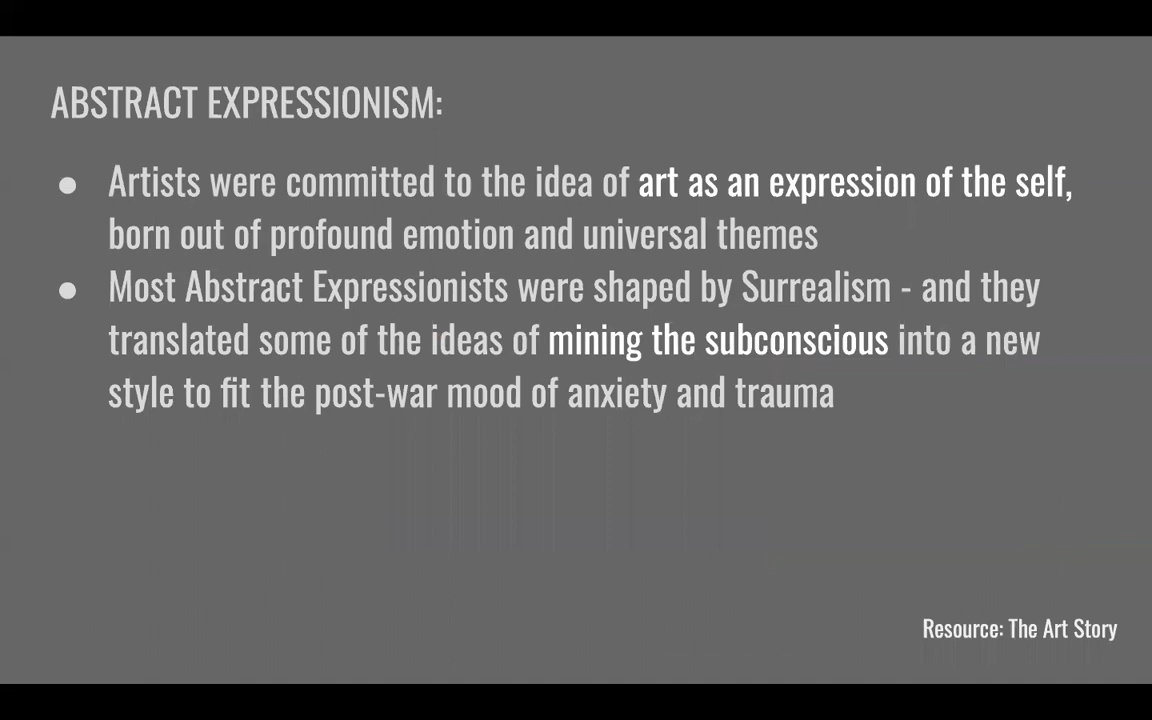 ABSTRACT EXPRESSIONISM:
● Artists were committed to the idea of art as an expression of the self,
born out of profound emotion and universal themes
● Most Abstract Expressionists were shaped by Surrealism - and they
translated some of the ideas of mining the subconscious into a new
style to fit the post-war mood of anxiety and trauma
Resource: The Art Story